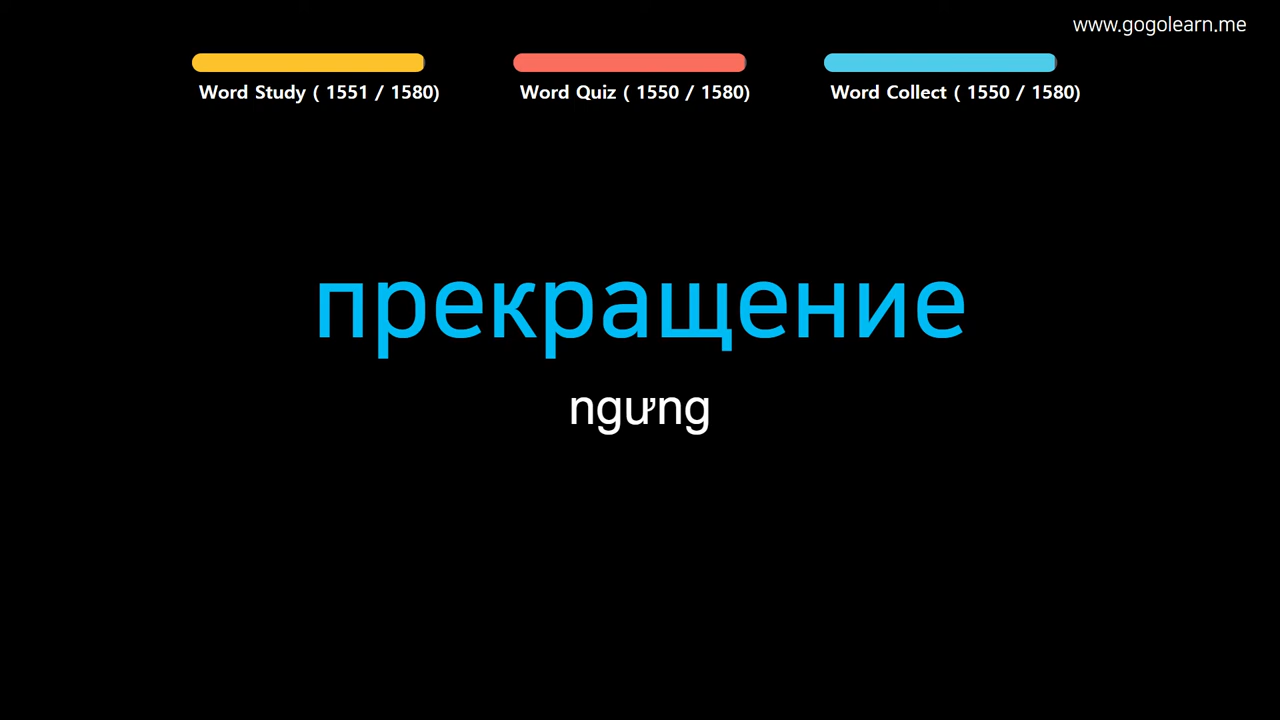 www.gogolearn.me
Word Study ( 1551 / 1580)
Word Quiz ( 1550 / 1580)
Word Collect ( 1550 / 1580)
прекращение
ngưng